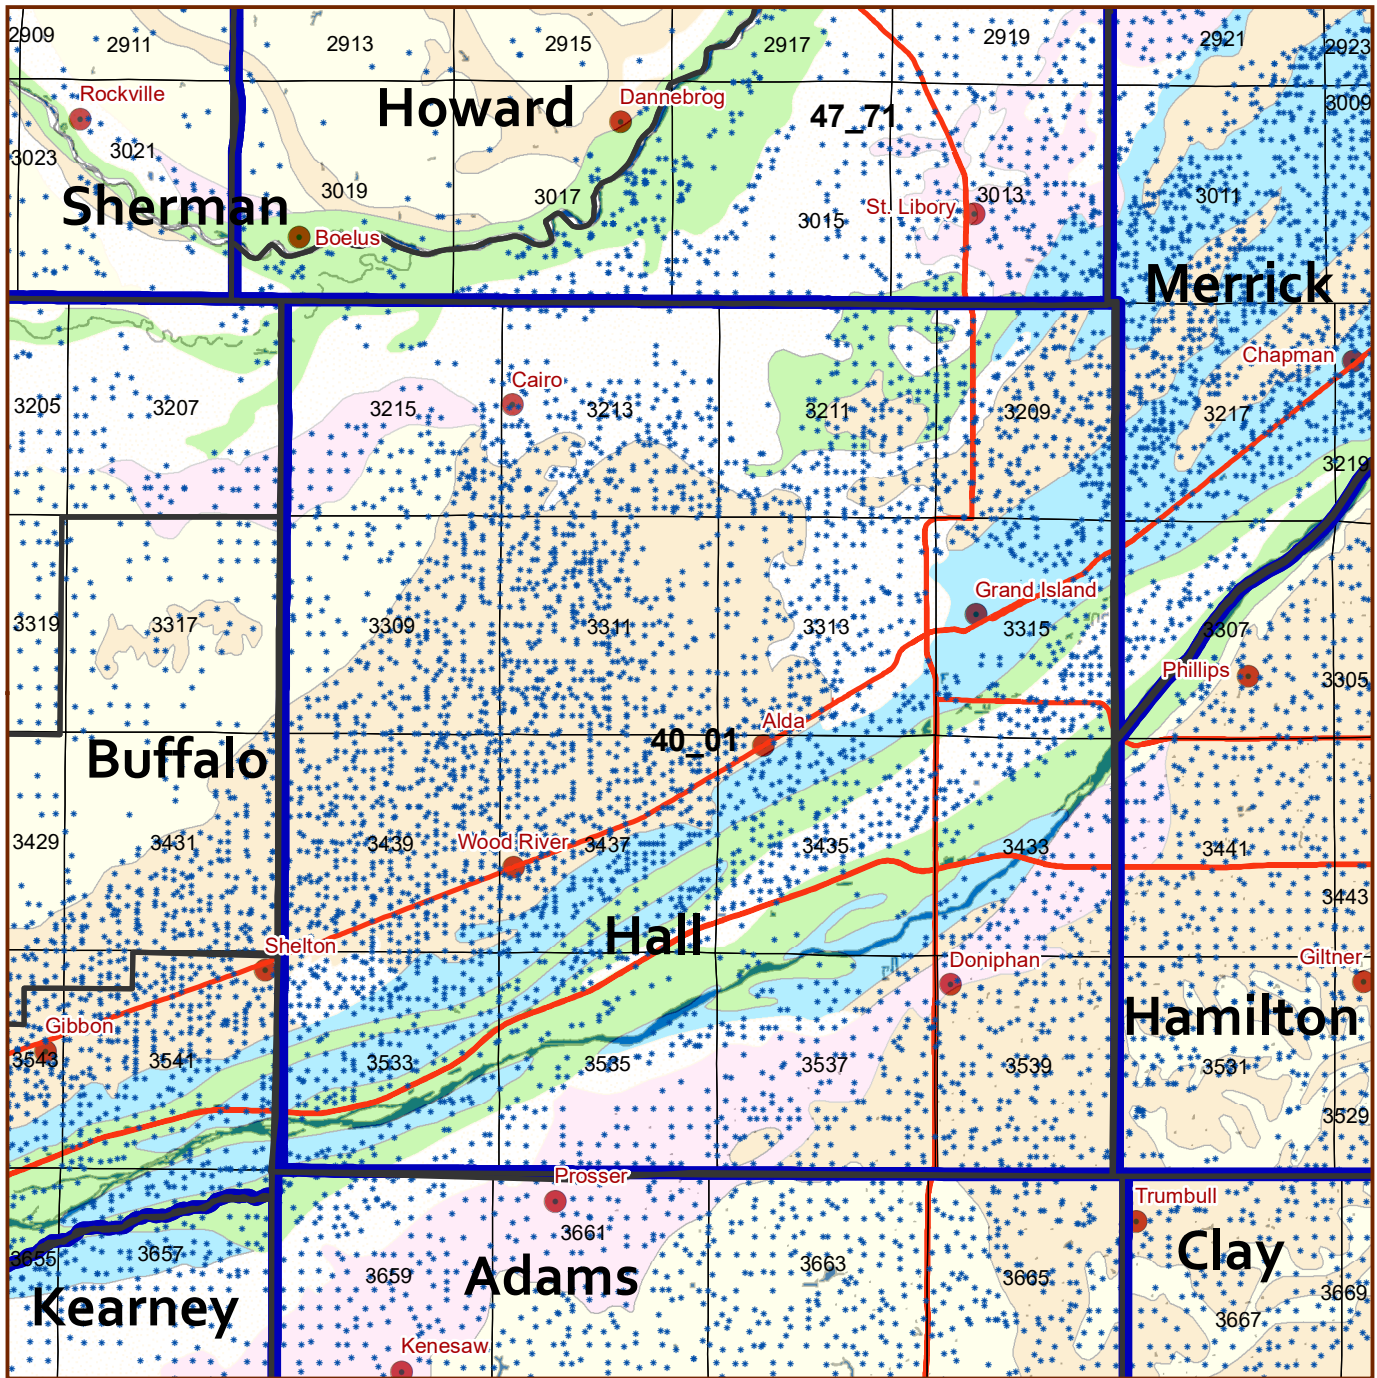 2909
2911
2913
2915
2917
2919
2921
2923
Rockville
Howard
Dannebrog
47_71
3009
3023
3021
3019
3017
3015
3013
3011
Sherman
St. Libory
Boelus
Merrick
Chapman
Cairo
3205
3207
3215
3213
3211
3209
3217
3219
Grand Island
3319
3317
3309
3311
3313
3315
3307
Phillips
3305
Alda
40_01
Buffalo
3429
3431
3439
Wood River
3437
3435
3433
3441
3443
Hall
Shelton
Doniphan
Giltner
Hamilton
Gibbon
3543
3541
3533
3535
3537
3539
3531
3529
Prosser
Trumbull
3661
3655
3657
3659
3663
3665
Clay
Adams
3669
Kearney
3667
Kenesaw